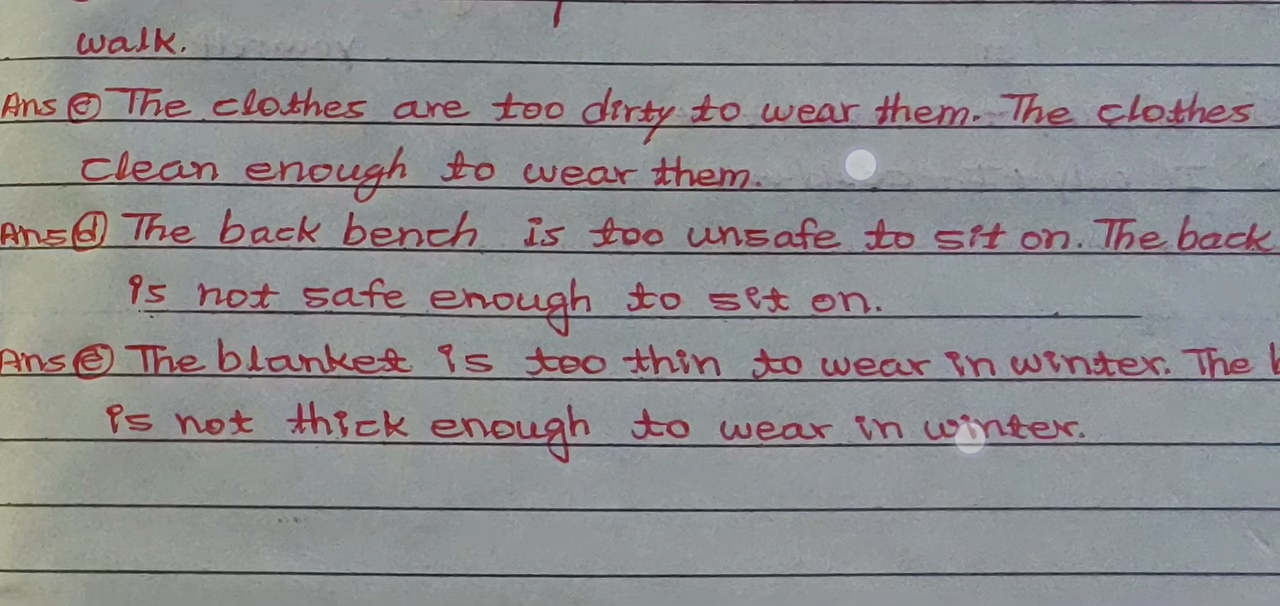 walk.
Ans ⓒ The clothes are too dirty to wear them. The clothes
clean enough to wear them.
Ans ⓓ The back bench is too unsafe to sit on. The back
is not safe enough to sit on.
Ans ⓔ The blanket is too thin to wear in winter. The
is not thick enough to wear in winter.